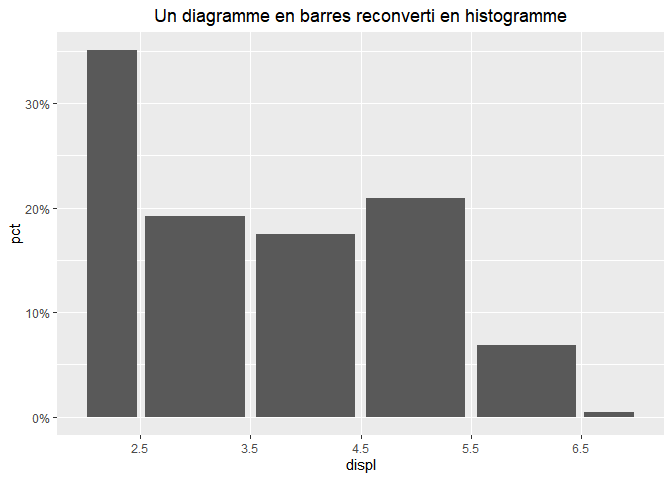 Un diagramme en barres reconverti en histogramme
30%
20%
10%
0%
pct
2.5 3.5 4.5 5.5 6.5
displ